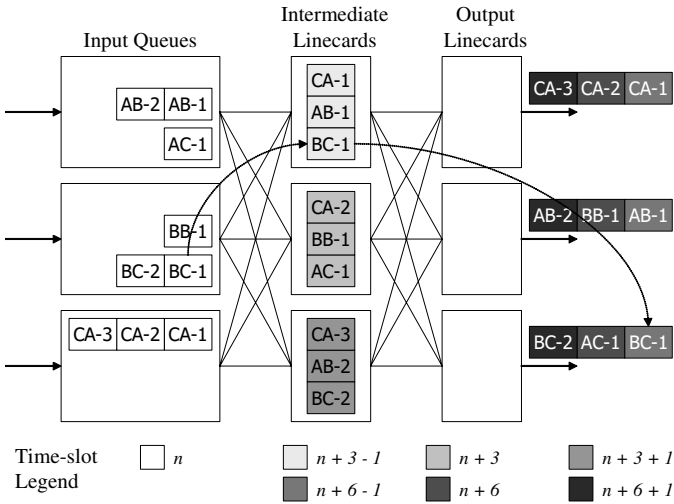 Input Queues
Intermediate Linecards
Output Linecards
AB-2 AB-1
AC-1
BB-1
BC-2 BC-1
CA-3 CA-2 CA-1
CA-1
AB-1
BC-1
CA-2
BB-1
AC-1
CA-3
AB-2
BC-2
CA-3 CA-2 CA-1
AB-2 BB-1 AB-1
BC-2 AC-1 BC-1
Time-slot
Legend
n
n + 3 - 1
n + 3
n + 3 + 1
n + 6 - 1
n + 6
n + 6 + 1